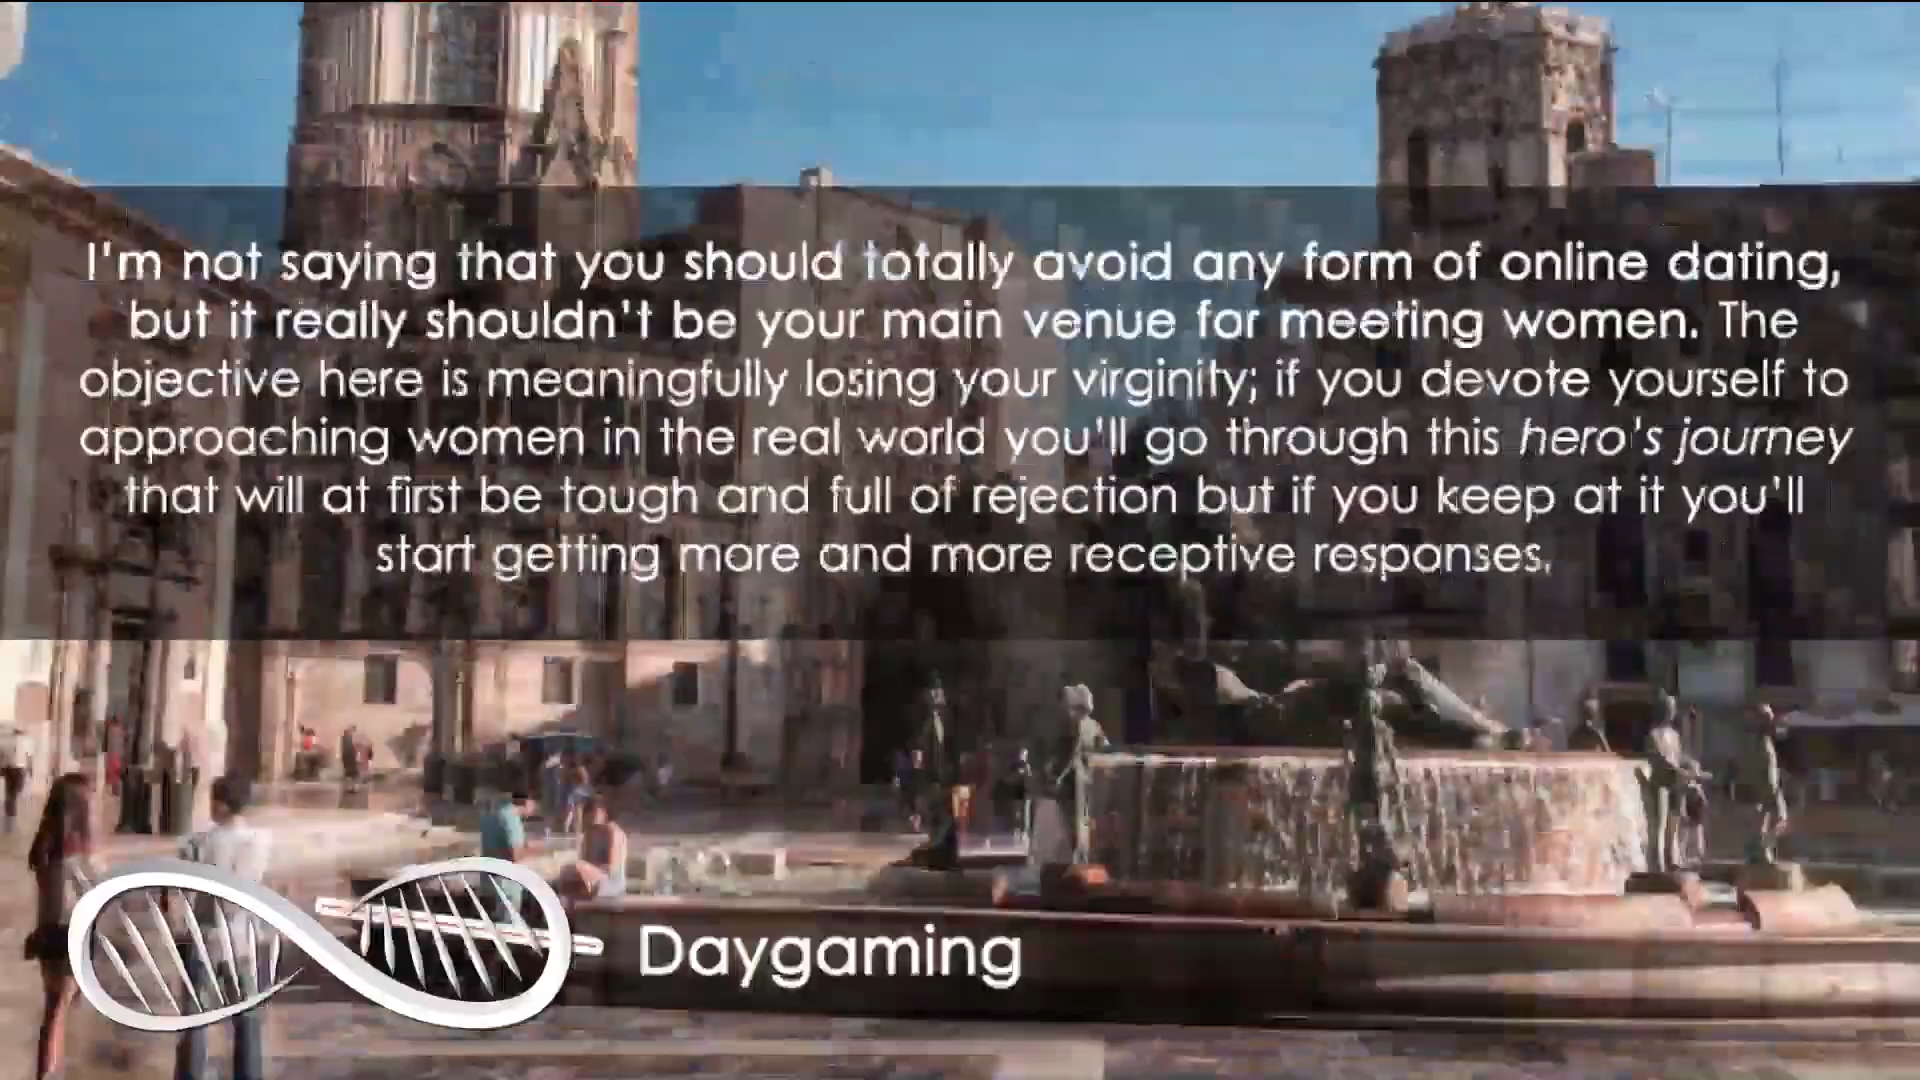 I'm not saying that you should totally avoid any form of online dating,
but it really shouldn't be your main venue for meeting women. The
objective here is meaningfully losing your virginity; if you devote yourself to
approaching women in the real world you'll go through this hero's journey
that will at first be tough and full of rejection but if you keep at it you'll
start getting more and more receptive responses.
Daygaming